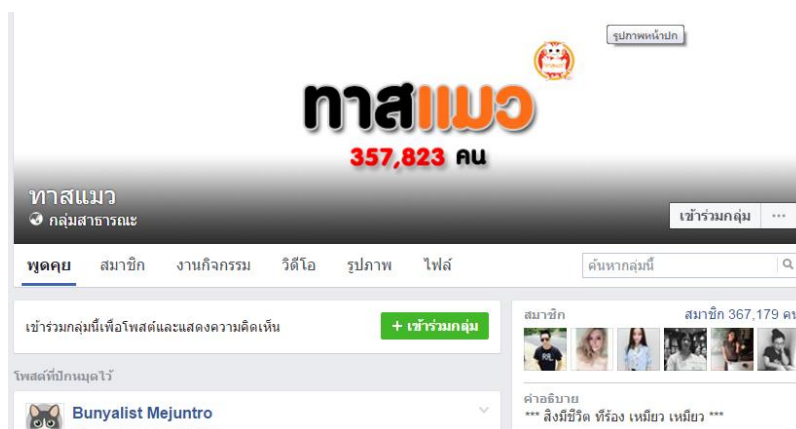 รูปภาพหน้าปก
ทาสแมว
357,823 คน
ทาสแมว
กลุ่มสาธารณะ
เข้าร่วมกลุ่ม ...
พูดคุย สมาชิก งานกิจกรรม วิดีโอ รูปภาพ ไฟล์ ค้นหากลุ่มนี้
เข้าร่วมกลุ่มนี้เพื่อโพสต์และแสดงความคิดเห็น + เข้าร่วมกลุ่ม
สมาชิก สมาชิก 367,179 คน
โพสต์ที่ปักหมุดไว้
Bunyalist Mejuntro
คำอธิบาย
*** สิ่งมีชีวิต ที่ร้อง เหมียว เหมียว ***